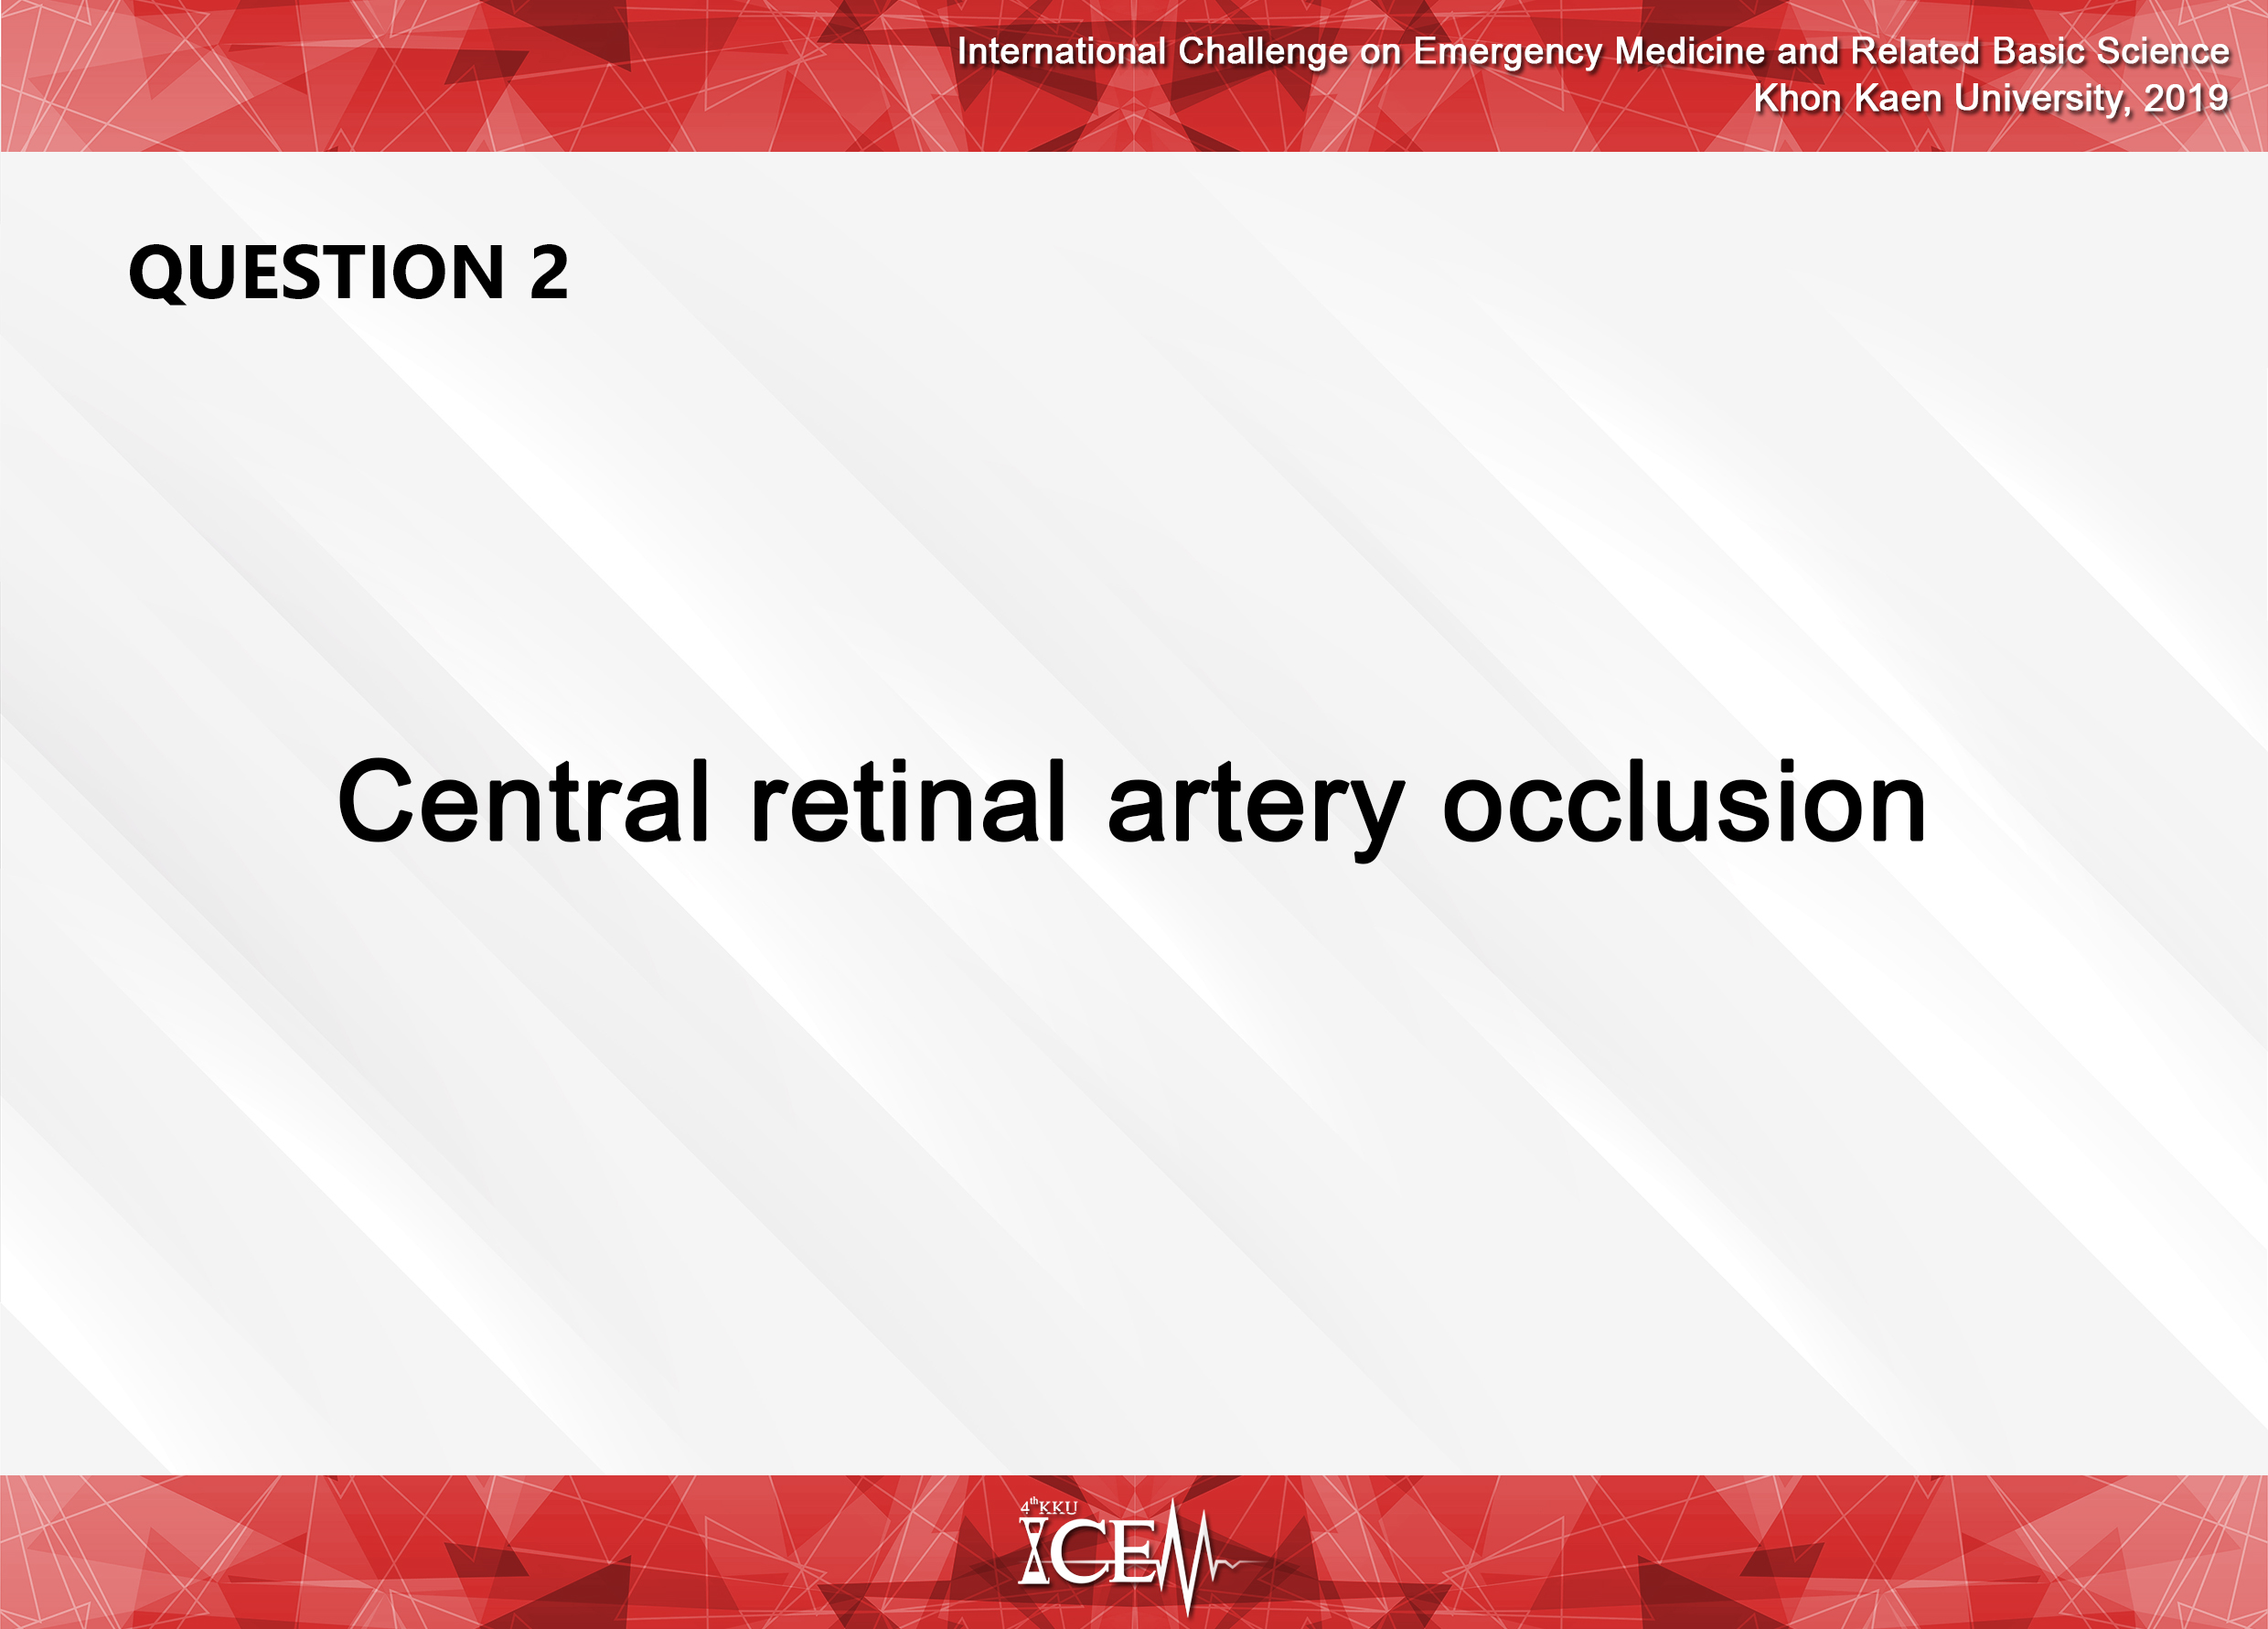 International Challenge on Emergency Medicine and Related Basic Science
Khon Kaen University, 2019
QUESTION 2
Central retinal artery occlusion
4th KKU
ICEM